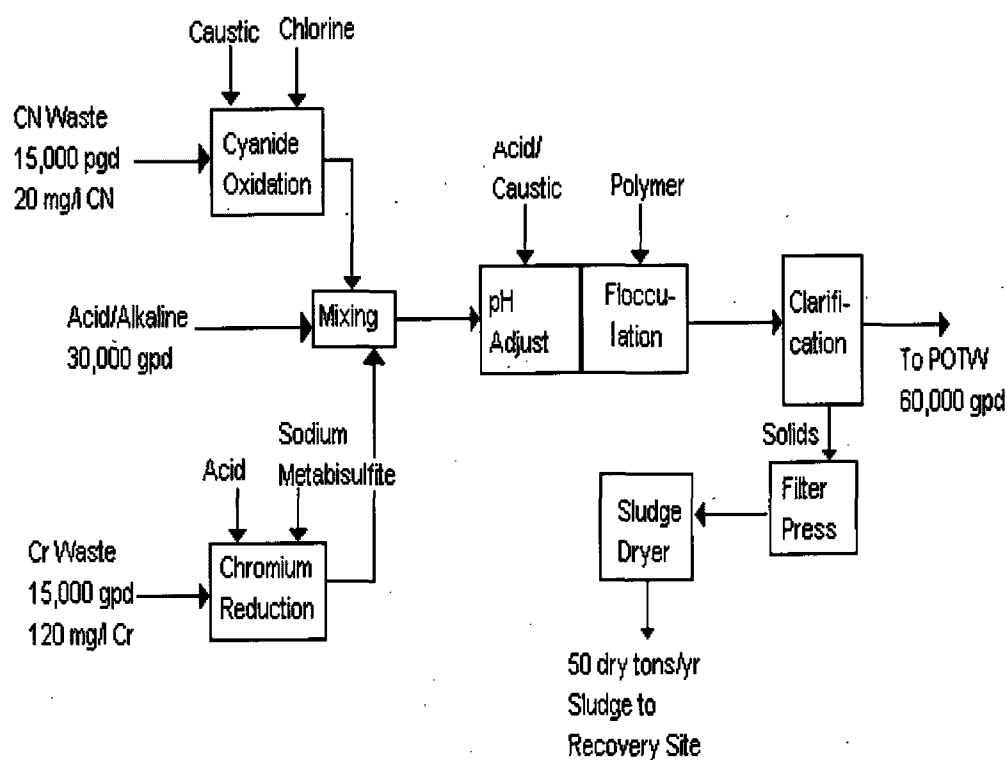 Caustic
Chlorine
CN Waste
15,000 pgd
20 mg/l CN
Cyanide
Oxidation
Acid/
Caustic
Polymer
Acid/Alkaline
30,000 gpd
Mixing
pH
Adjust
Floccu-
lation
Clarifi-
cation
To POTW
60,000 gpd
Solids
Sodium
Metabisulfite
Acid
Cr Waste
15,000 gpd
120 mg/l Cr
Chromium
Reduction
Sludge
Dryer
Filter
Press
50 dry tons/yr
Sludge to
Recovery Site